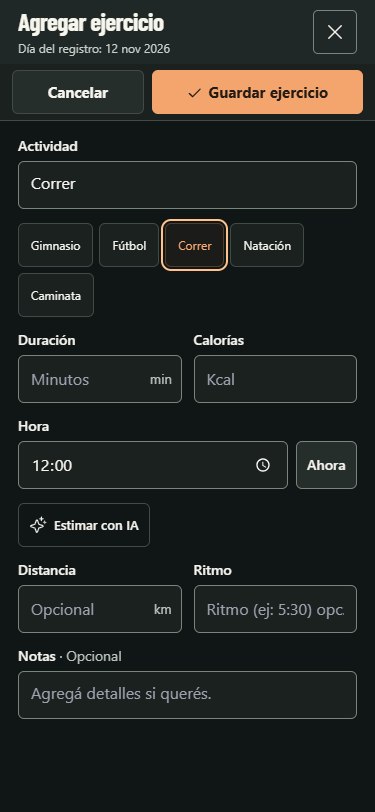 Agregar ejercicio
Día del registro: 12 nov 2026
Cancelar
Guardar ejercicio
Actividad
Correr
Gimnasio
Fútbol
Correr
Natación
Caminata
Duración
Calorías
Minutos min
Kcal
Hora
12:00
Ahora
Estimar con IA
Distancia
Ritmo
Opcional km
Ritmo (ej: 5:30) opc.
Notas · Opcional
Agregá detalles si querés.